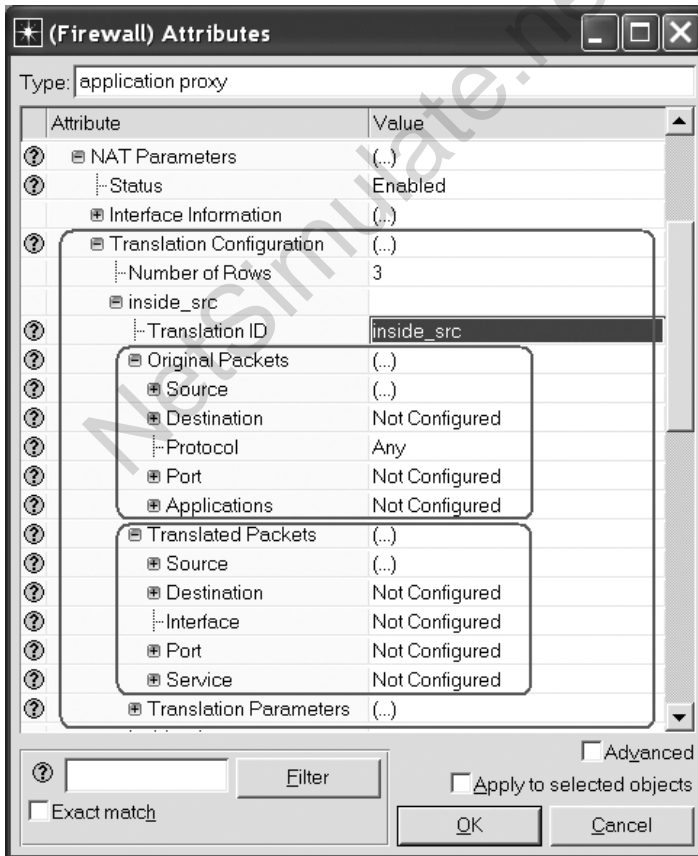 (Firewall) Attributes
Type: application proxy
Attribute Value
NAT Parameters (...)
Status Enabled
Interface Information (...)
Translation Configuration (...)
Number of Rows 3
inside_src
Translation ID inside_src
Original Packets (...)
Source (...)
Destination Not Configured
Protocol Any
Port Not Configured
Applications Not Configured
Translated Packets (...)
Source (...)
Destination Not Configured
Interface Not Configured
Port Not Configured
Service Not Configured
Translation Parameters (...)
Advanced
Filter
Apply to selected objects
Exact match
OK Cancel
NetSimulate.ne